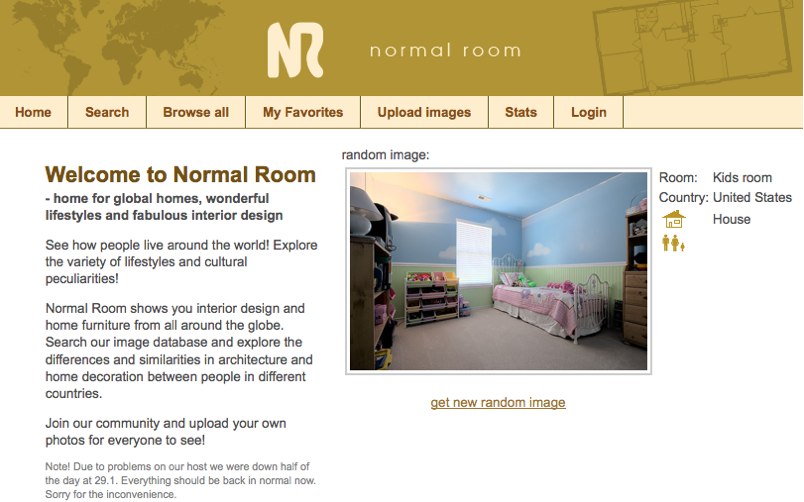 NR
normal room
Home Search Browse all My Favorites Upload images Stats Login
Welcome to Normal Room
- home for global homes, wonderful
lifestyles and fabulous interior design
See how people live around the world! Explore
the variety of lifestyles and cultural
peculiarities!
Normal Room shows you interior design and
home furniture from all around the globe.
Search our image database and explore the
differences and similarities in architecture and
home decoration between people in different
countries.
Join our community and upload your own
photos for everyone to see!
Note! Due to problems on our host we were down half of
the day at 29.1. Everything should be back in normal now.
Sorry for the inconvenience.
random image:
get new random image
Room: Kids room
Country: United States
House